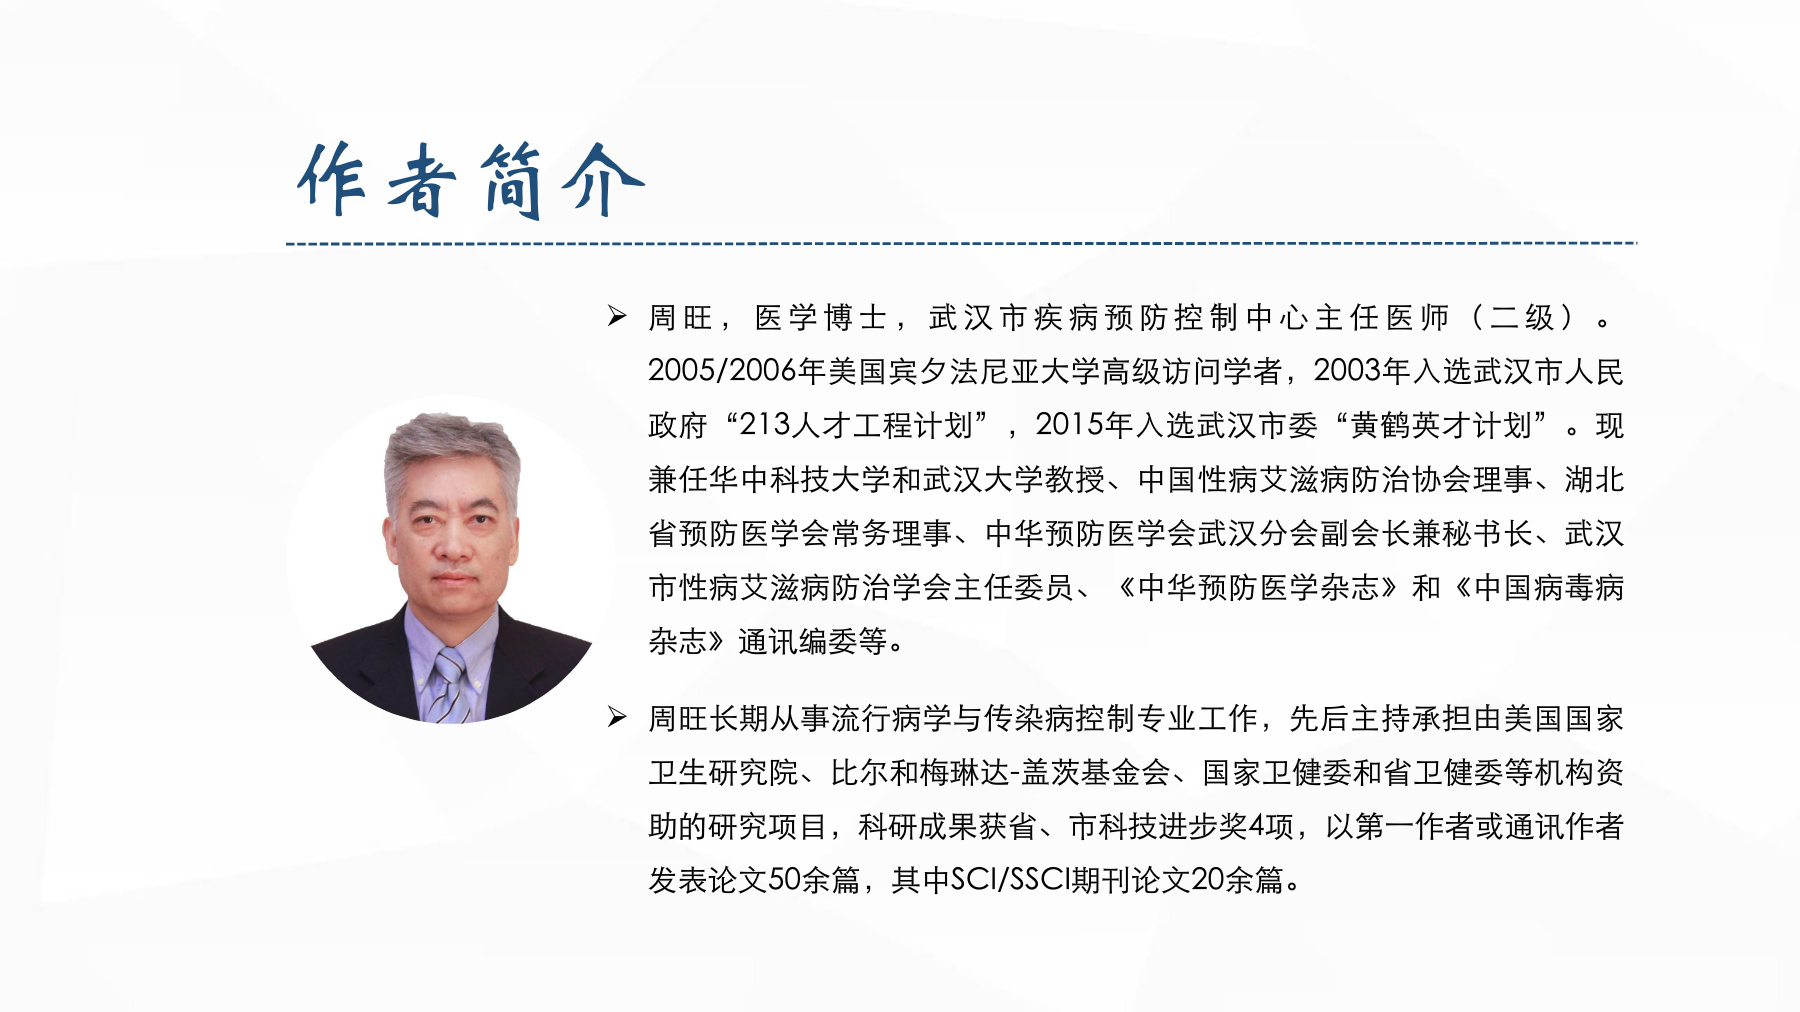 作者简介
周旺，医学博士，武汉市疾病预防控制中心主任医师（二级）。
2005/2006年美国宾夕法尼亚大学高级访问学者，2003年入选武汉市人民
政府“213人才工程计划”，2015年入选武汉市委“黄鹤英才计划”。现
兼任华中科技大学和武汉大学教授、中国性病艾滋病防治协会理事、湖北
省预防医学会常务理事、中华预防医学会武汉分会副会长兼秘书长、武汉
市性病艾滋病防治学会主任委员、《中华预防医学杂志》和《中国病毒病
杂志》通讯编委等。
周旺长期从事流行病学与传染病控制专业工作，先后主持承担由美国国家
卫生研究院、比尔和梅琳达-盖茨基金会、国家卫健委和省卫健委等机构资
助的研究项目，科研成果获省、市科技进步奖4项，以第一作者或通讯作者
发表论文50余篇，其中SCI/SSCI期刊论文20余篇。